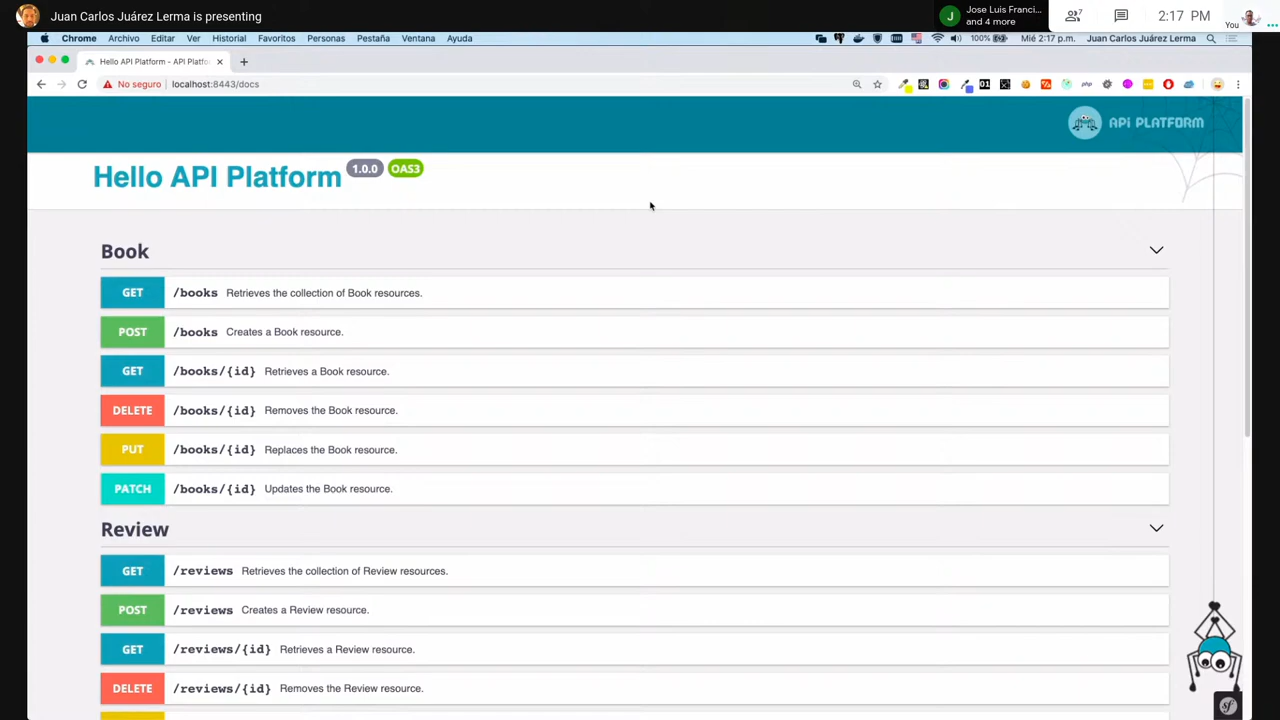 Juan Carlos Juárez Lerma is presenting
J
Jose Luis Franci...
and 4 more
7
2:17 PM
You
Chrome Archivo Editar Ver Historial Favoritos Personas Pestaña Ventana Ayuda
100% Mié 2:17 p.m. Juan Carlos Juárez Lerma
Hello API Platform - API Platfo
No seguro localhost:8443/docs
01
php
API PLATFORM
Hello API Platform 1.0.0 OAS3
Book
GET /books Retrieves the collection of Book resources.
POST /books Creates a Book resource.
GET /books/{id} Retrieves a Book resource.
DELETE /books/{id} Removes the Book resource.
PUT /books/{id} Replaces the Book resource.
PATCH /books/{id} Updates the Book resource.
Review
GET /reviews Retrieves the collection of Review resources.
POST /reviews Creates a Review resource.
GET /reviews/{id} Retrieves a Review resource.
DELETE /reviews/{id} Removes the Review resource.
sf